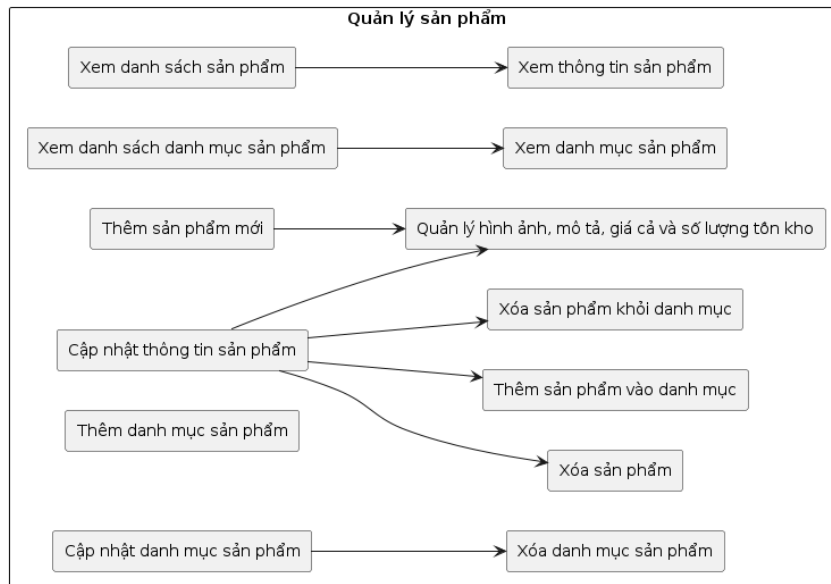 Quản lý sản phẩm
Xem danh sách sản phẩm
Xem thông tin sản phẩm
Xem danh sách danh mục sản phẩm
Xem danh mục sản phẩm
Thêm sản phẩm mới
Quản lý hình ảnh, mô tả, giá cả và số lượng tồn kho
Xóa sản phẩm khỏi danh mục
Cập nhật thông tin sản phẩm
Thêm sản phẩm vào danh mục
Thêm danh mục sản phẩm
Xóa sản phẩm
Cập nhật danh mục sản phẩm
Xóa danh mục sản phẩm